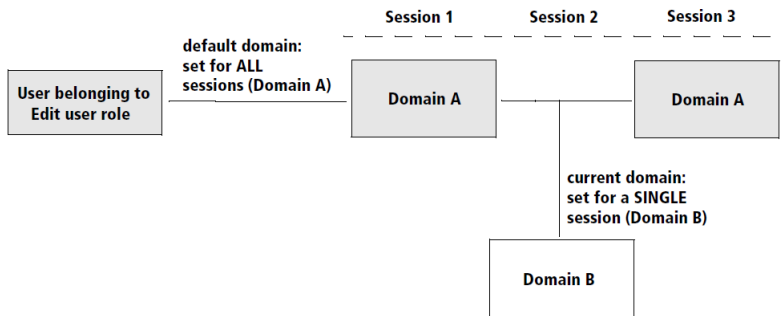 Session 1
Session 2
Session 3
default domain:
set for ALL
sessions (Domain A)
User belonging to
Edit user role
Domain A
Domain A
current domain:
set for a SINGLE
session (Domain B)
Domain B